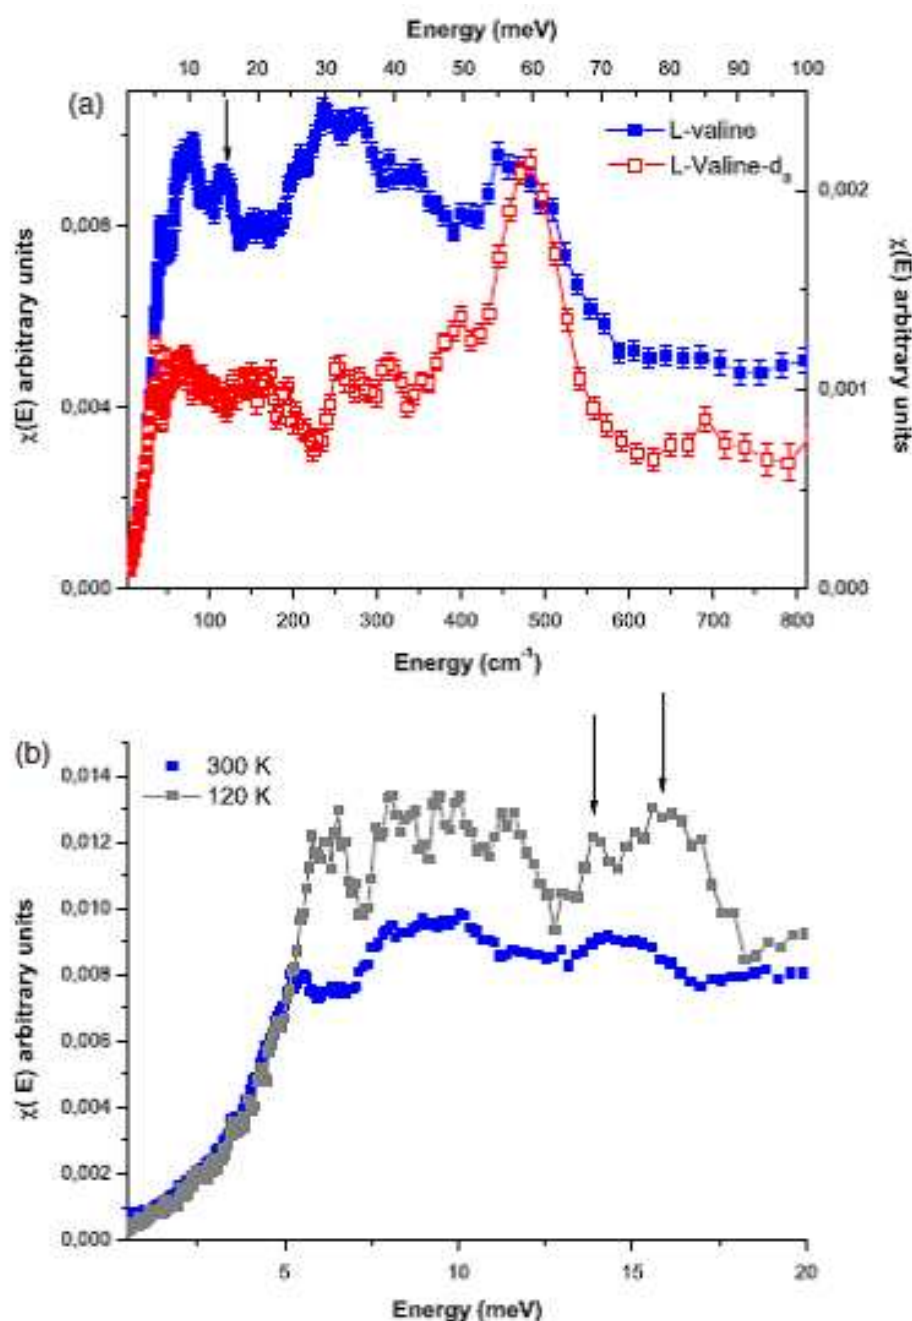 Energy (meV)
10 20 30 40 50 60 70 80 90 100
(a)
L-valine
L-Valine-d
0,008
0,004
0,000
χ(E) arbitrary units
0,002
0,001
0,000
χ(E) arbitrary units
100 200 300 400 500 600 700 800
Energy (cm⁻¹)
(b)
300 K
120 K
0,014
0,012
0,010
0,008
0,006
0,004
0,002
0,000
χ( E) arbitrary units
5 10 15 20
Energy (meV)